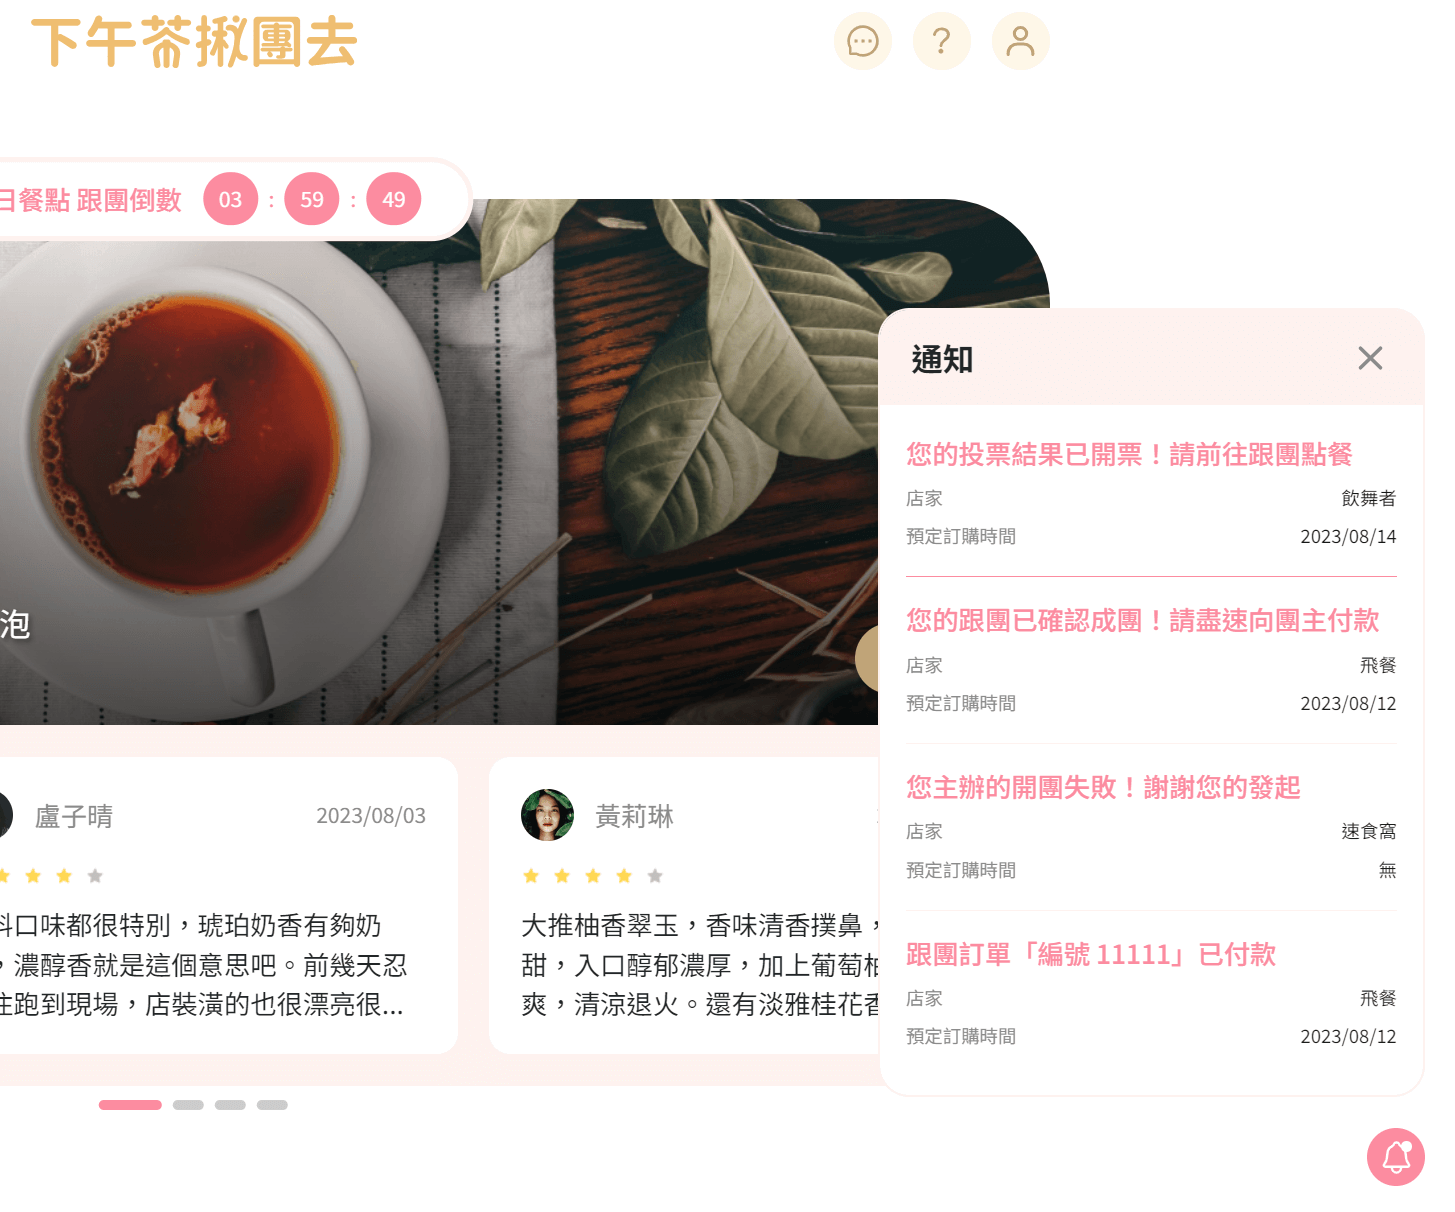 下午茶揪團去
日餐點 跟團倒數 03 : 59 : 49
泡
通知
您的投票結果已開票！請前往跟團點餐
店家 飲舞者
預定訂購時間 2023/08/14
您的跟團已確認成團！請盡速向團主付款
店家 飛餐
預定訂購時間 2023/08/12
您主辦的開團失敗！謝謝您的發起
店家 速食窩
預定訂購時間 無
跟團訂單「編號 11111」已付款
店家 飛餐
預定訂購時間 2023/08/12
盧子晴 2023/08/03
料口味都很特別，琥珀奶香有夠奶
，濃醇香就是這個意思吧。前幾天忍
住跑到現場，店裝潢的也很漂亮很...
黃莉琳
大推柚香翠玉，香味清香撲鼻，
甜，入口醇郁濃厚，加上葡萄柚
爽，清涼退火。還有淡雅桂花香